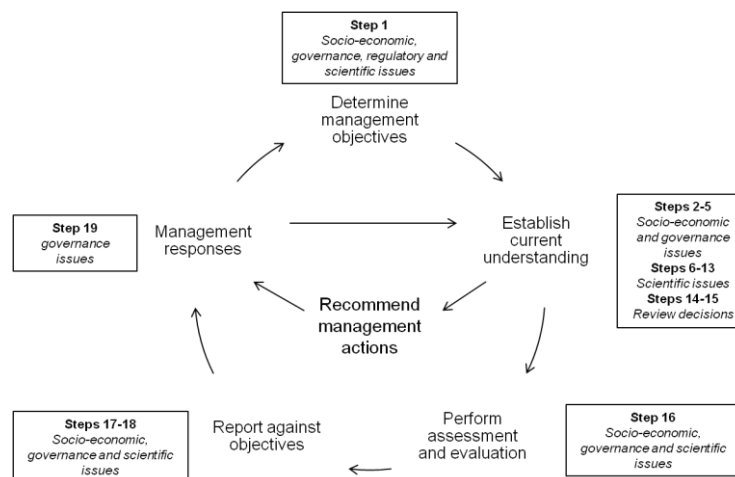 Step 1
Socio-economic,
governance, regulatory and
scientific issues
Determine
management
objectives
Step 19
governance
issues
Management
responses
Establish
current
understanding
Steps 2-5
Socio-economic
and governance
issues
Steps 6-13
Scientific issues
Steps 14-15
Review decisions
Recommend
management
actions
Steps 17-18
Socio-economic,
governance and scientific
issues
Report against
objectives
Perform
assessment
and evaluation
Step 16
Socio-economic,
governance and scientific
issues